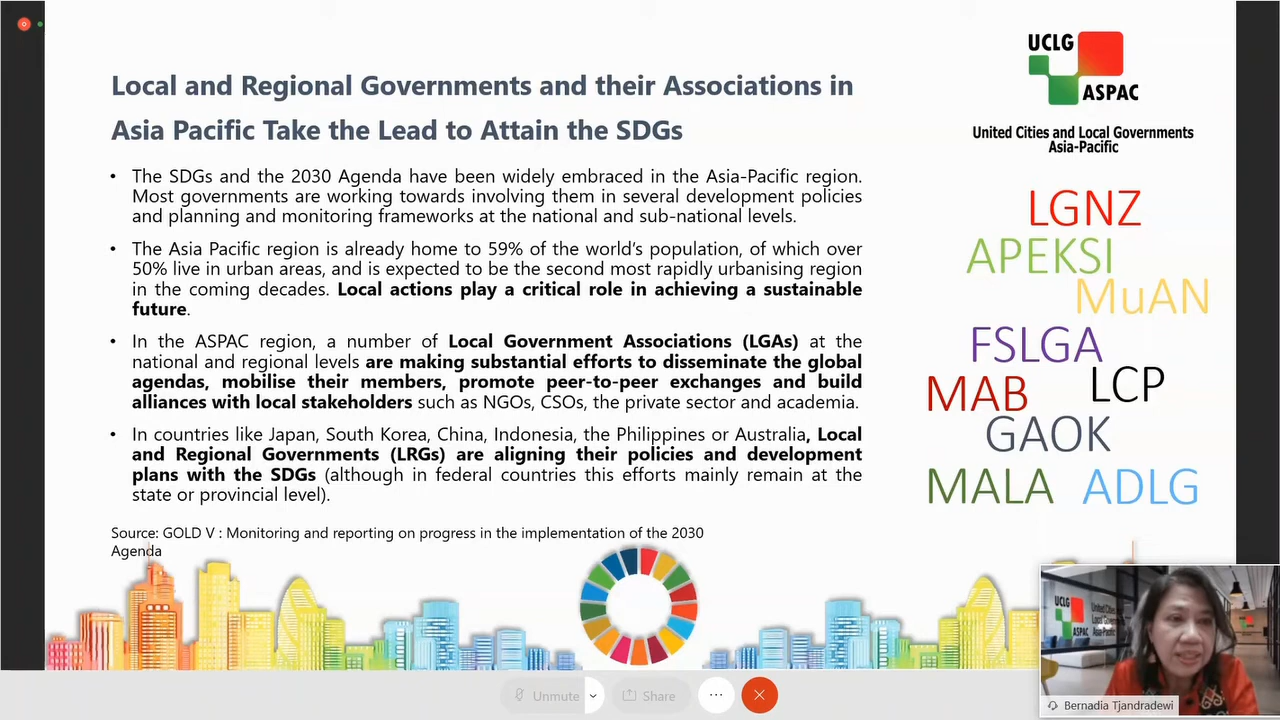 UCLG
ASPAC
United Cities and Local Governments
Asia-Pacific
Local and Regional Governments and their Associations in
Asia Pacific Take the Lead to Attain the SDGs
• The SDGs and the 2030 Agenda have been widely embraced in the Asia-Pacific region.
Most governments are working towards involving them in several development policies
and planning and monitoring frameworks at the national and sub-national levels.
• The Asia Pacific region is already home to 59% of the world's population, of which over
50% live in urban areas, and is expected to be the second most rapidly urbanising region
in the coming decades. Local actions play a critical role in achieving a sustainable
future.
• In the ASPAC region, a number of Local Government Associations (LGAs) at the
national and regional levels are making substantial efforts to disseminate the global
agendas, mobilise their members, promote peer-to-peer exchanges and build
alliances with local stakeholders such as NGOs, CSOs, the private sector and academia.
• In countries like Japan, South Korea, China, Indonesia, the Philippines or Australia, Local
and Regional Governments (LRGs) are aligning their policies and development
plans with the SDGs (although in federal countries this efforts mainly remain at the
state or provincial level).
Source: GOLD V : Monitoring and reporting on progress in the implementation of the 2030
Agenda
LGNZ
APEKSI
MuAN
FSLGA
MAB
LCP
GAOK
MALA
ADLG
UCLG
ASPAC
United Cities
and Local
Asia-Pacific
Bernadia Tjandradewi
Unmute
Share